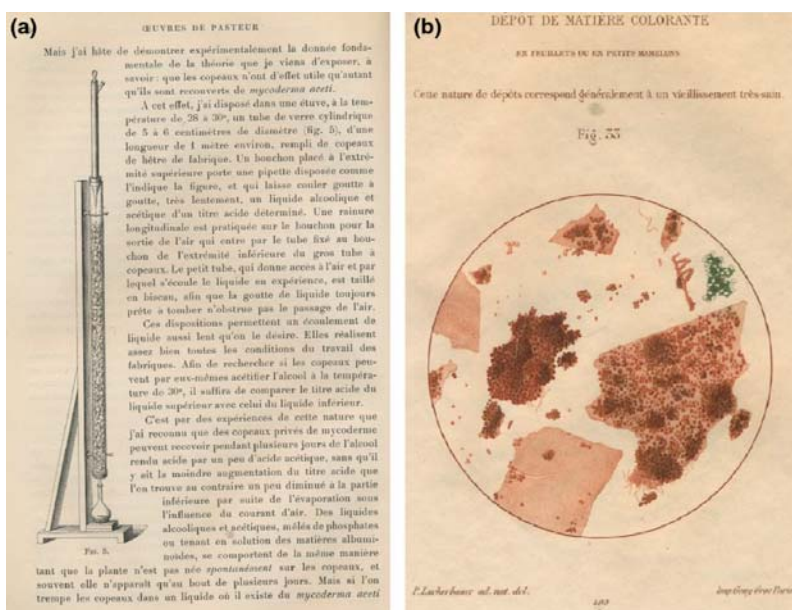 (a)
ŒUVRES DE PASTEUR
Mais j'ai hâte de démontrer expérimentalement la donnée fonda-
mentale de la théorie que je viens d'exposer, à
savoir : que les copeaux n'ont d'effet utile qu'autant
qu'ils sont recouverts de mycoderma aceti.
A cet effet, j'ai disposé dans une étuve, à la tem-
pérature de 28 à 30°, un tube de verre cylindrique
de 5 à 6 centimètres de diamètre (fig. 5), d'une
longueur de 1 mètre environ, rempli de copeaux
de hêtre de fabrique. Un bouchon placé à l'extré-
mité supérieure porte une pipette disposée comme
l'indique la figure, et qui laisse couler goutte à
goutte, très lentement, un liquide alcoolique et
acétique d'un titre acide déterminé. Une rainure
longitudinale est pratiquée sur le bouchon pour la
sortie de l'air qui entre par le tube fixé au bou-
chon de l'extrémité inférieure du gros tube à
copeaux. Le petit tube, qui donne accès à l'air et par
lequel s'écoule le liquide en expérience, est taillé
en biseau, afin que la goutte de liquide toujours
prête à tomber n'obstrue pas le passage de l'air.
Ces dispositions permettent un écoulement de
liquide aussi lent qu'on le désire. Elles réalisent
assez bien toutes les conditions du travail des
fabriques. Afin de rechercher si les copeaux peu-
vent par eux-mêmes acétifier l'alcool à la tempéra-
ture de 30°, il suffira de comparer le titre acide du
liquide supérieur avec celui du liquide inférieur.
C'est par des expériences de cette nature que
j'ai reconnu que des copeaux privés de mycoderme
peuvent recevoir pendant plusieurs jours de l'alcool
rendu acide par un peu d'acide acétique, sans qu'il
y ait la moindre augmentation du titre acide que
l'on trouve au contraire un peu diminué à la partie
inférieure par suite de l'évaporation sous
l'influence du courant d'air. Des liquides
alcooliques et acétiques, mêlés de phosphates
ou tenant en solution des matières albumi-
noïdes, se comportent de la même manière
FIG. 5.
tant que la plante n'est pas née spontanément sur les copeaux, et
souvent elle n'apparaît qu'au bout de plusieurs jours. Mais si l'on
trempe les copeaux dans un liquide où il existe du mycoderma aceti
(b)
DÉPÔT DE MATIÈRE COLORANTE
EN FEUILLETS OU EN PETITS MAMELONS
Cette nature de dépôts correspond généralement à un vieillissement très-sain.
Fig. 33
P. Lackerbauer ad. nat. del.
Imp. Geny-Gros Paris